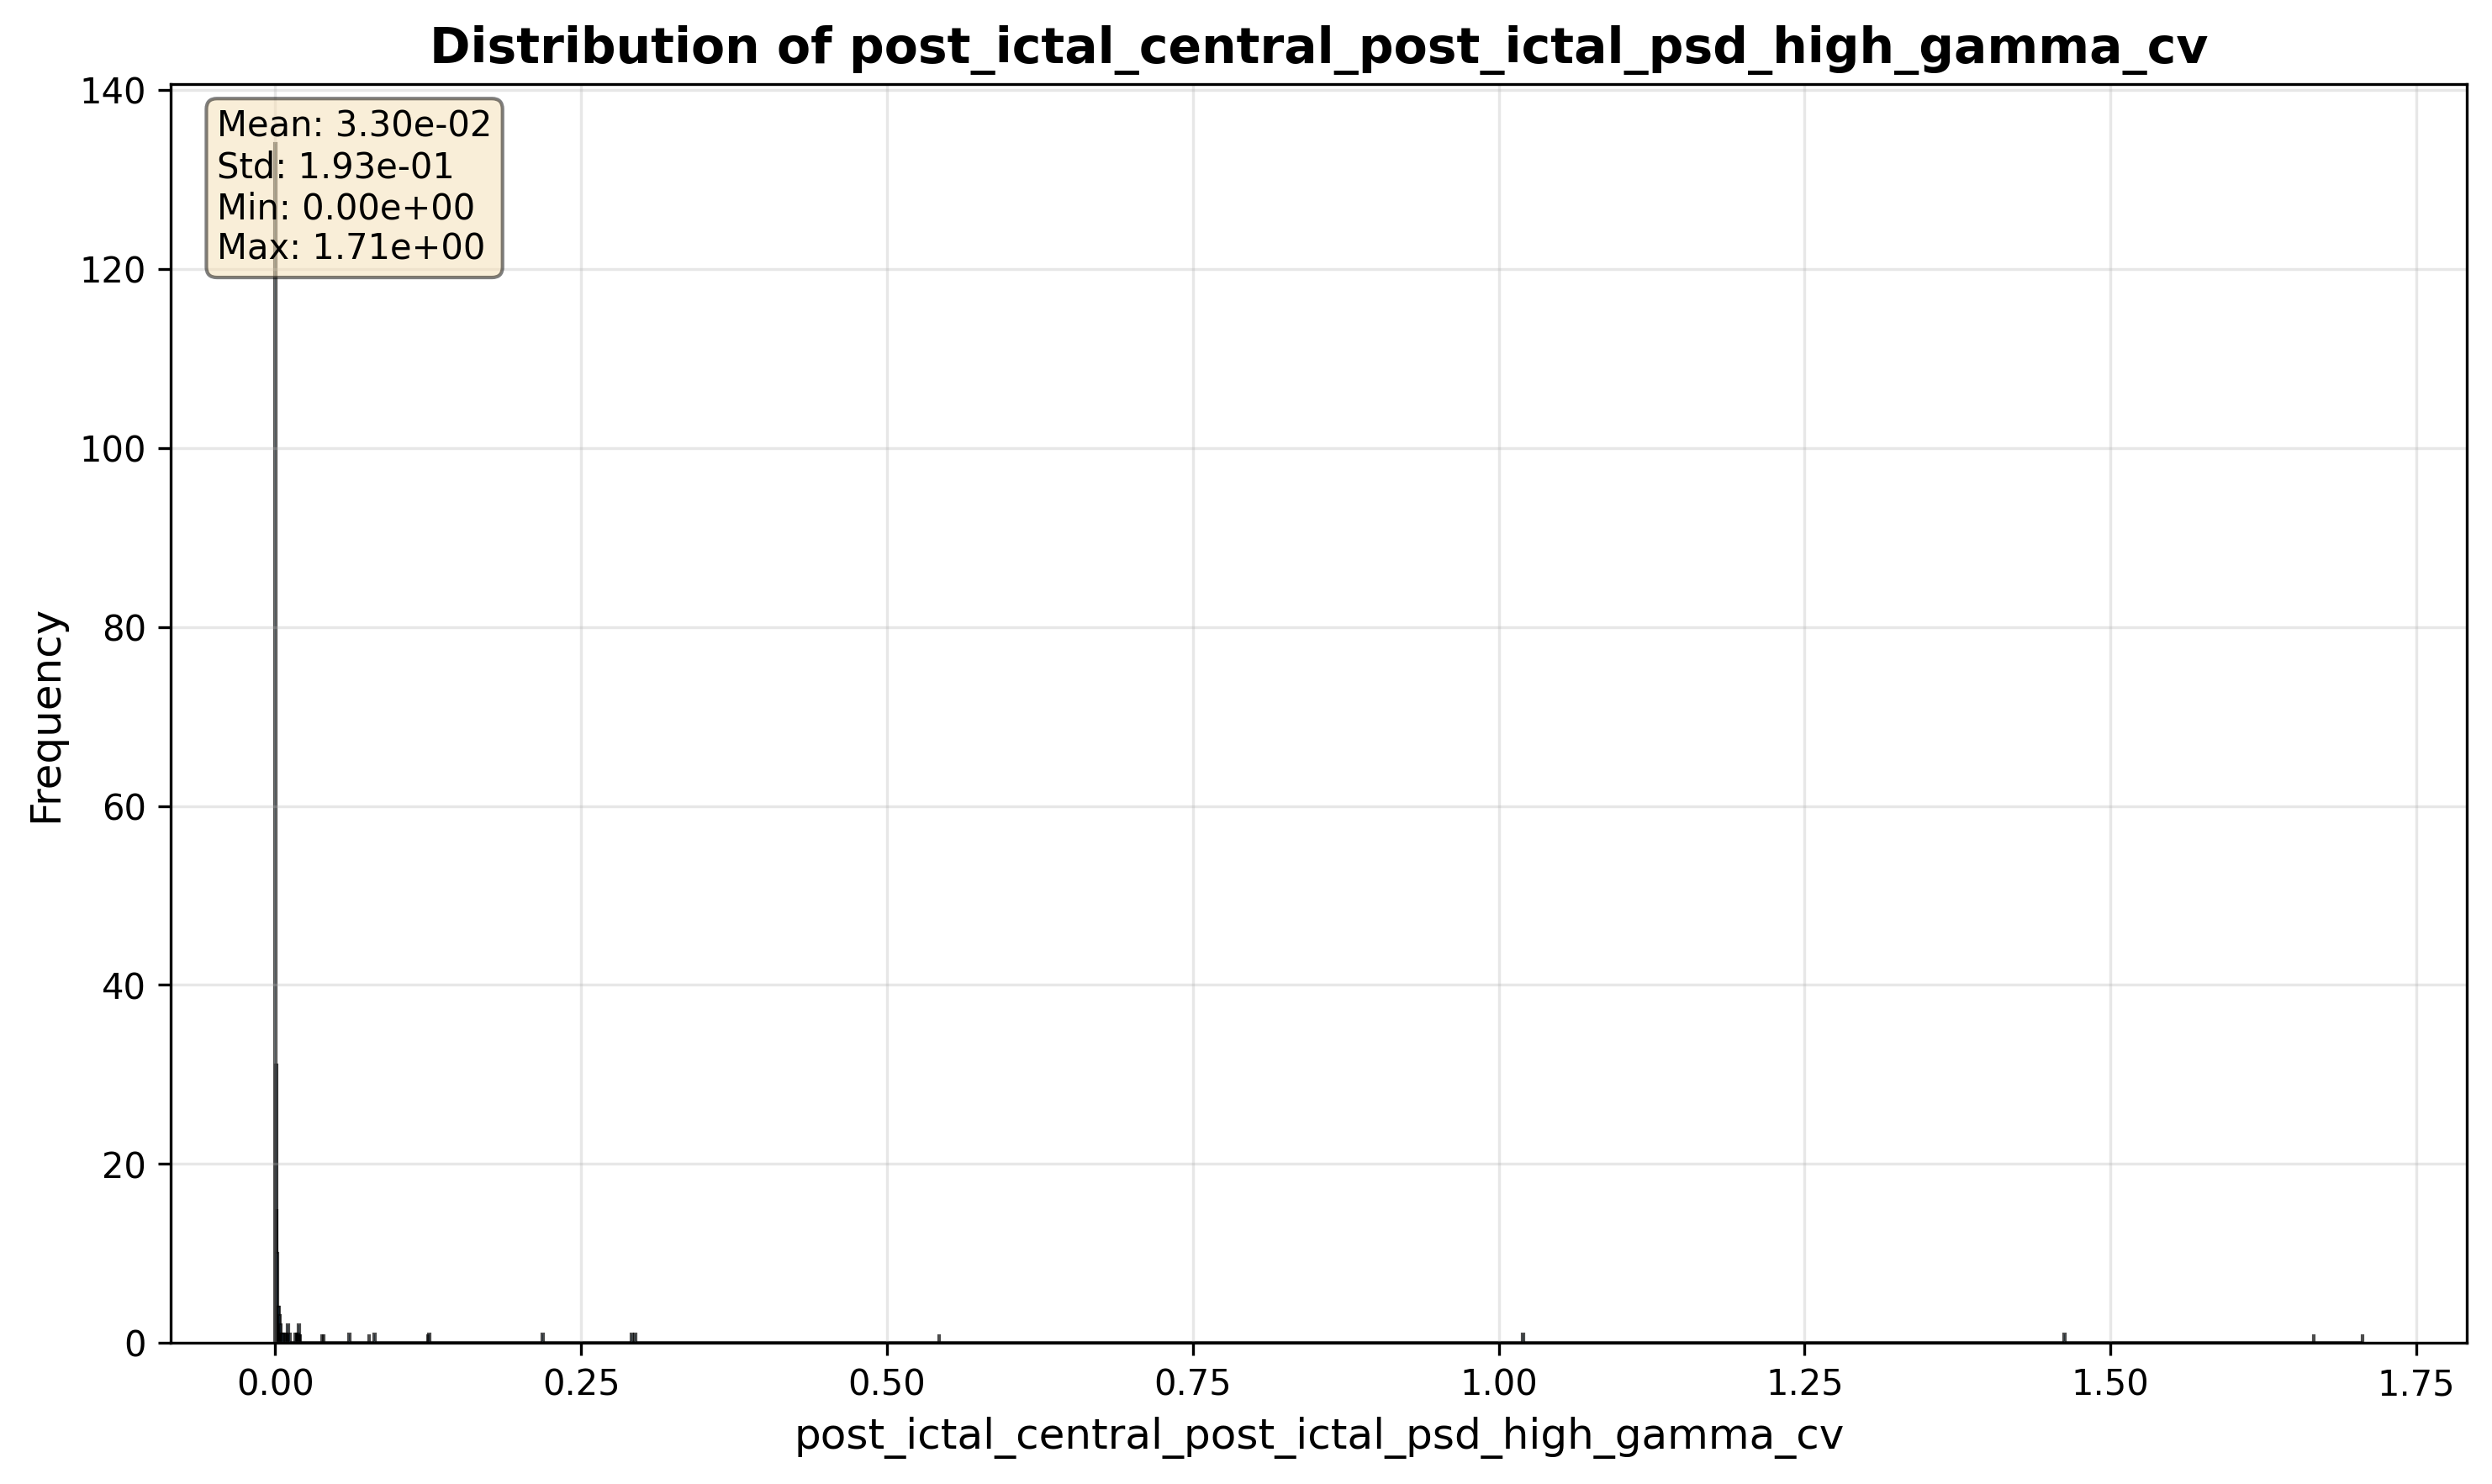 Distribution of post_ictal_central_post_ictal_psd_high_gamma_cv
140
120
100
80
60
40
20
0
Mean: 3.30e-02
Std: 1.93e-01
Min: 0.00e+00
Max: 1.71e+00
Frequency
0.00 0.25 0.50 0.75 1.00 1.25 1.50 1.75
post_ictal_central_post_ictal_psd_high_gamma_cv